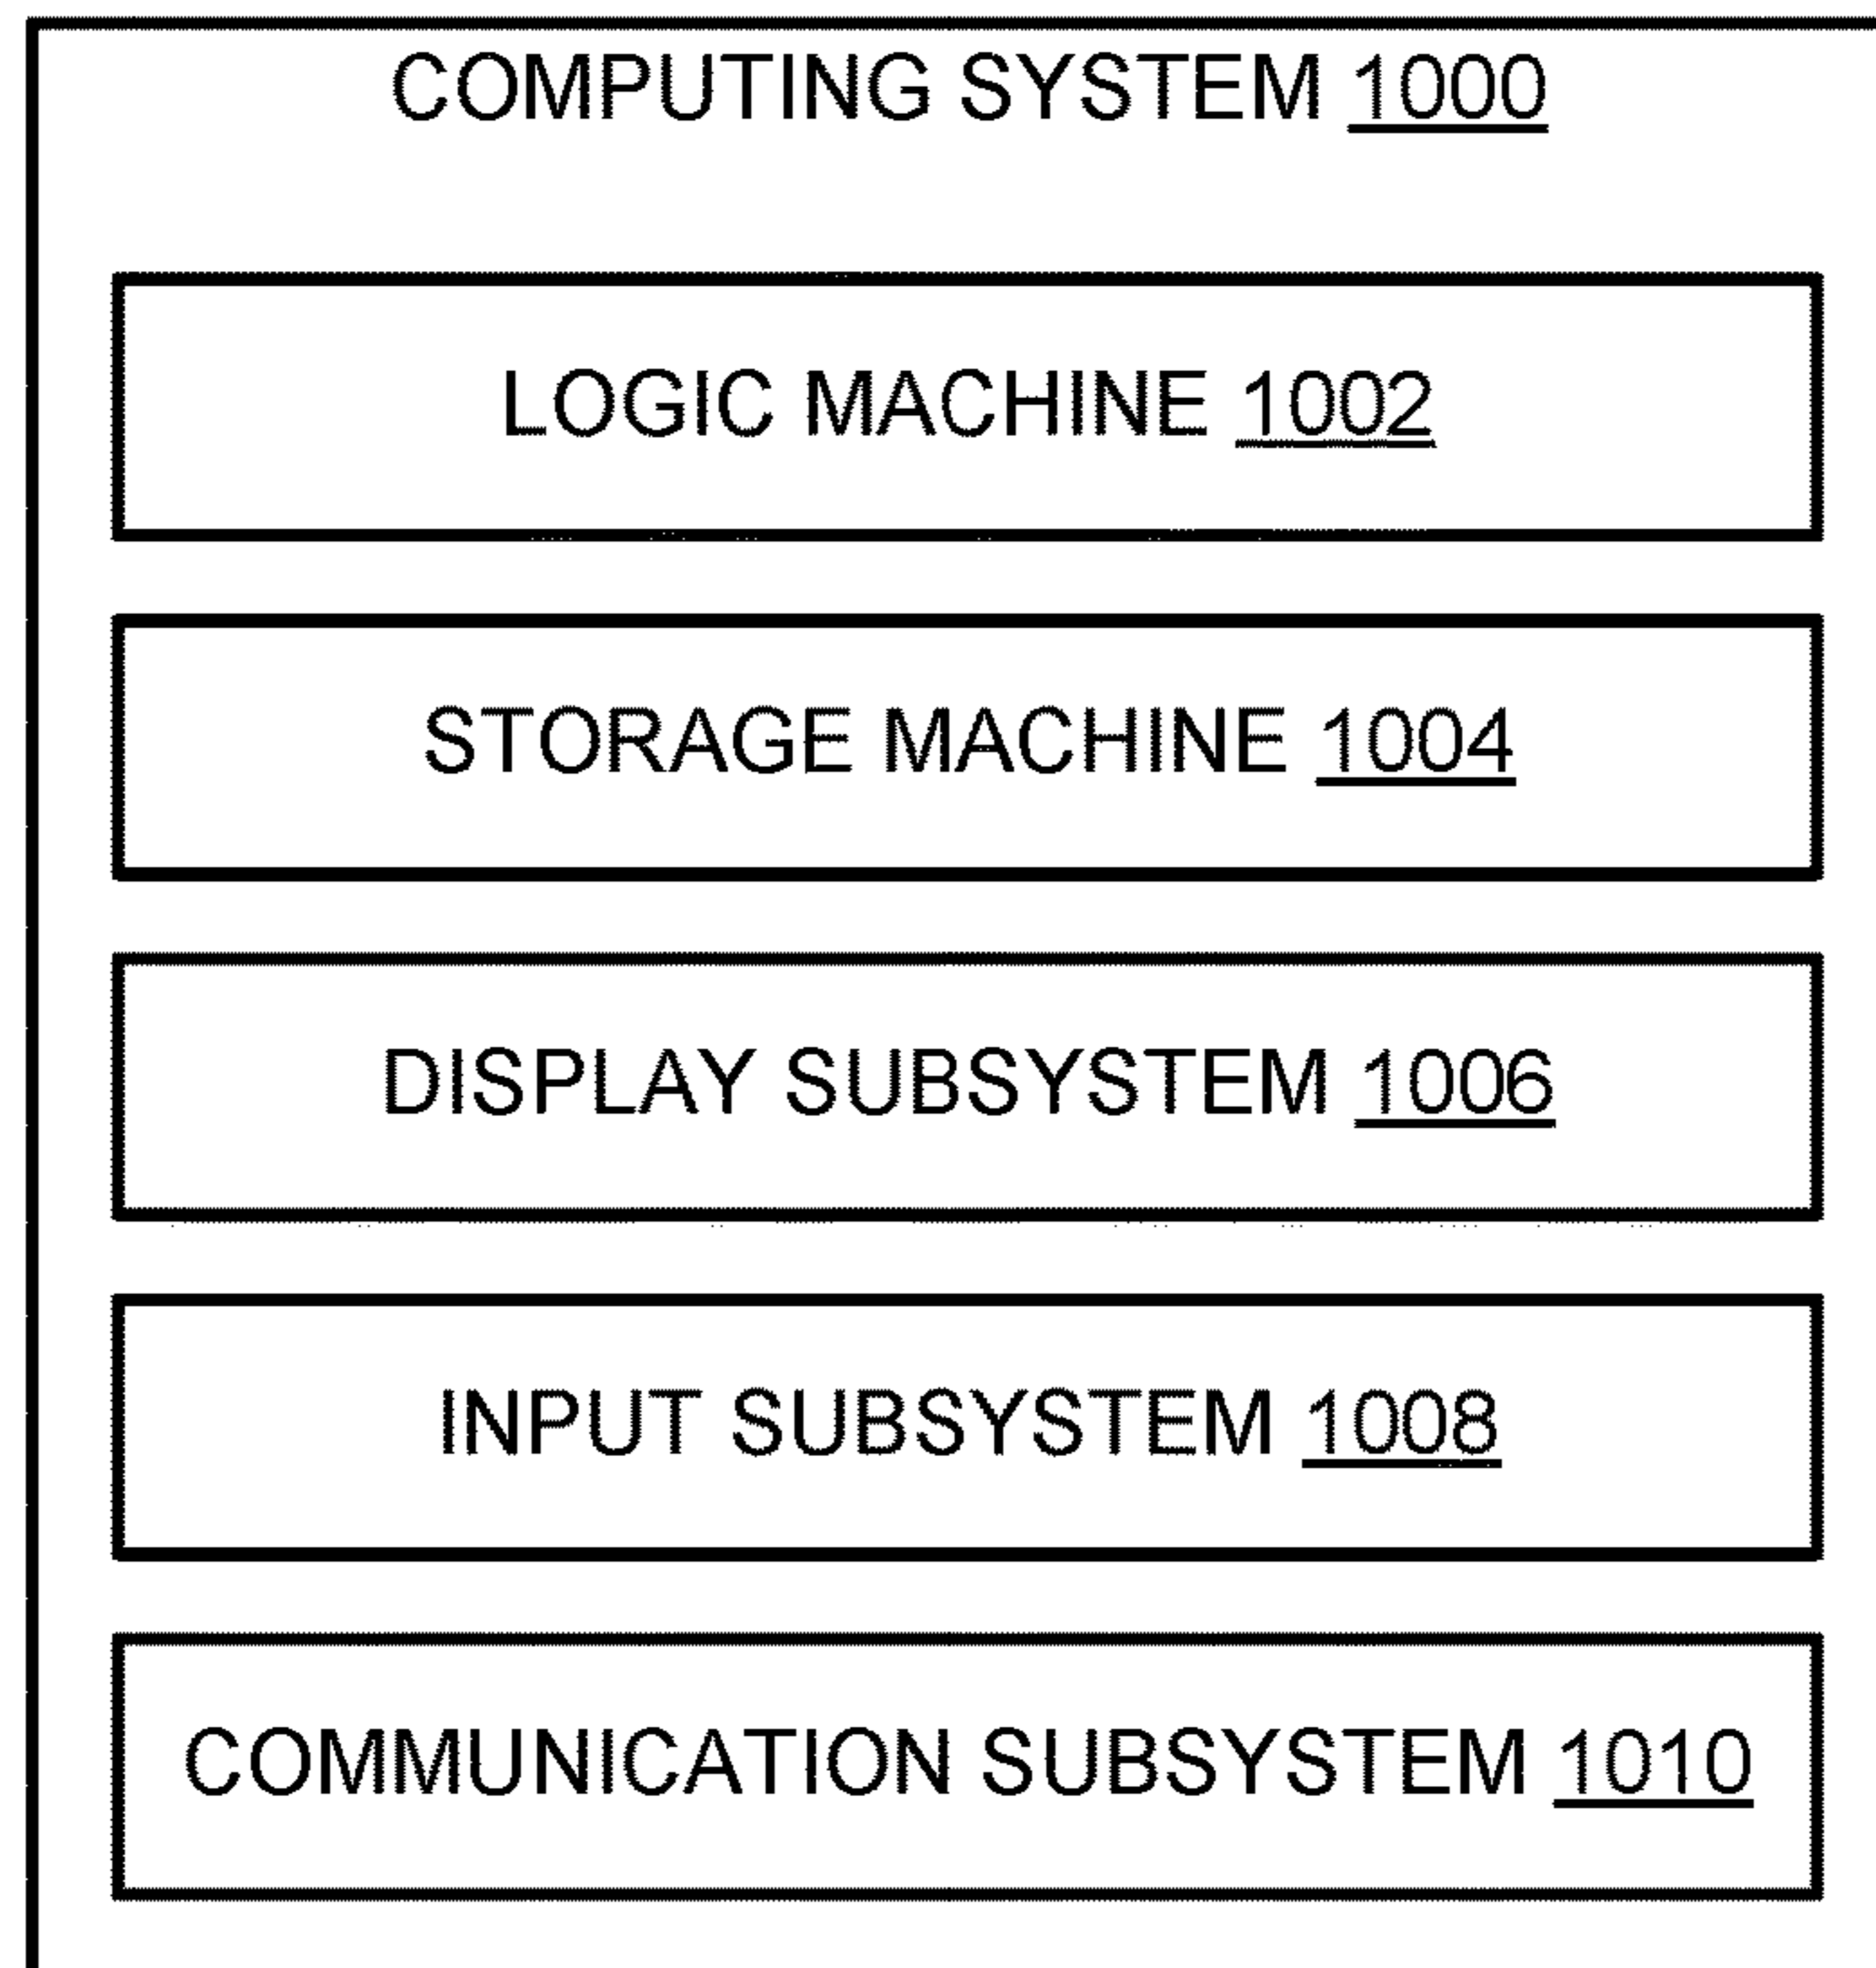 COMPUTING SYSTEM 1000
LOGIC MACHINE 1002
STORAGE MACHINE 1004
DISPLAY SUBSYSTEM 1006
INPUT SUBSYSTEM 1008
COMMUNICATION SUBSYSTEM 1010